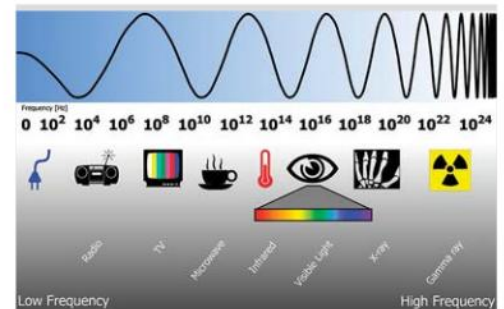 Frequency [Hz]
0 10² 10⁴ 10⁶ 10⁸ 10¹⁰ 10¹² 10¹⁴ 10¹⁶ 10¹⁸ 10²⁰ 10²² 10²⁴
Radio TV Microwave Infrared Visible Light X-ray Gamma ray
Low Frequency High Frequency